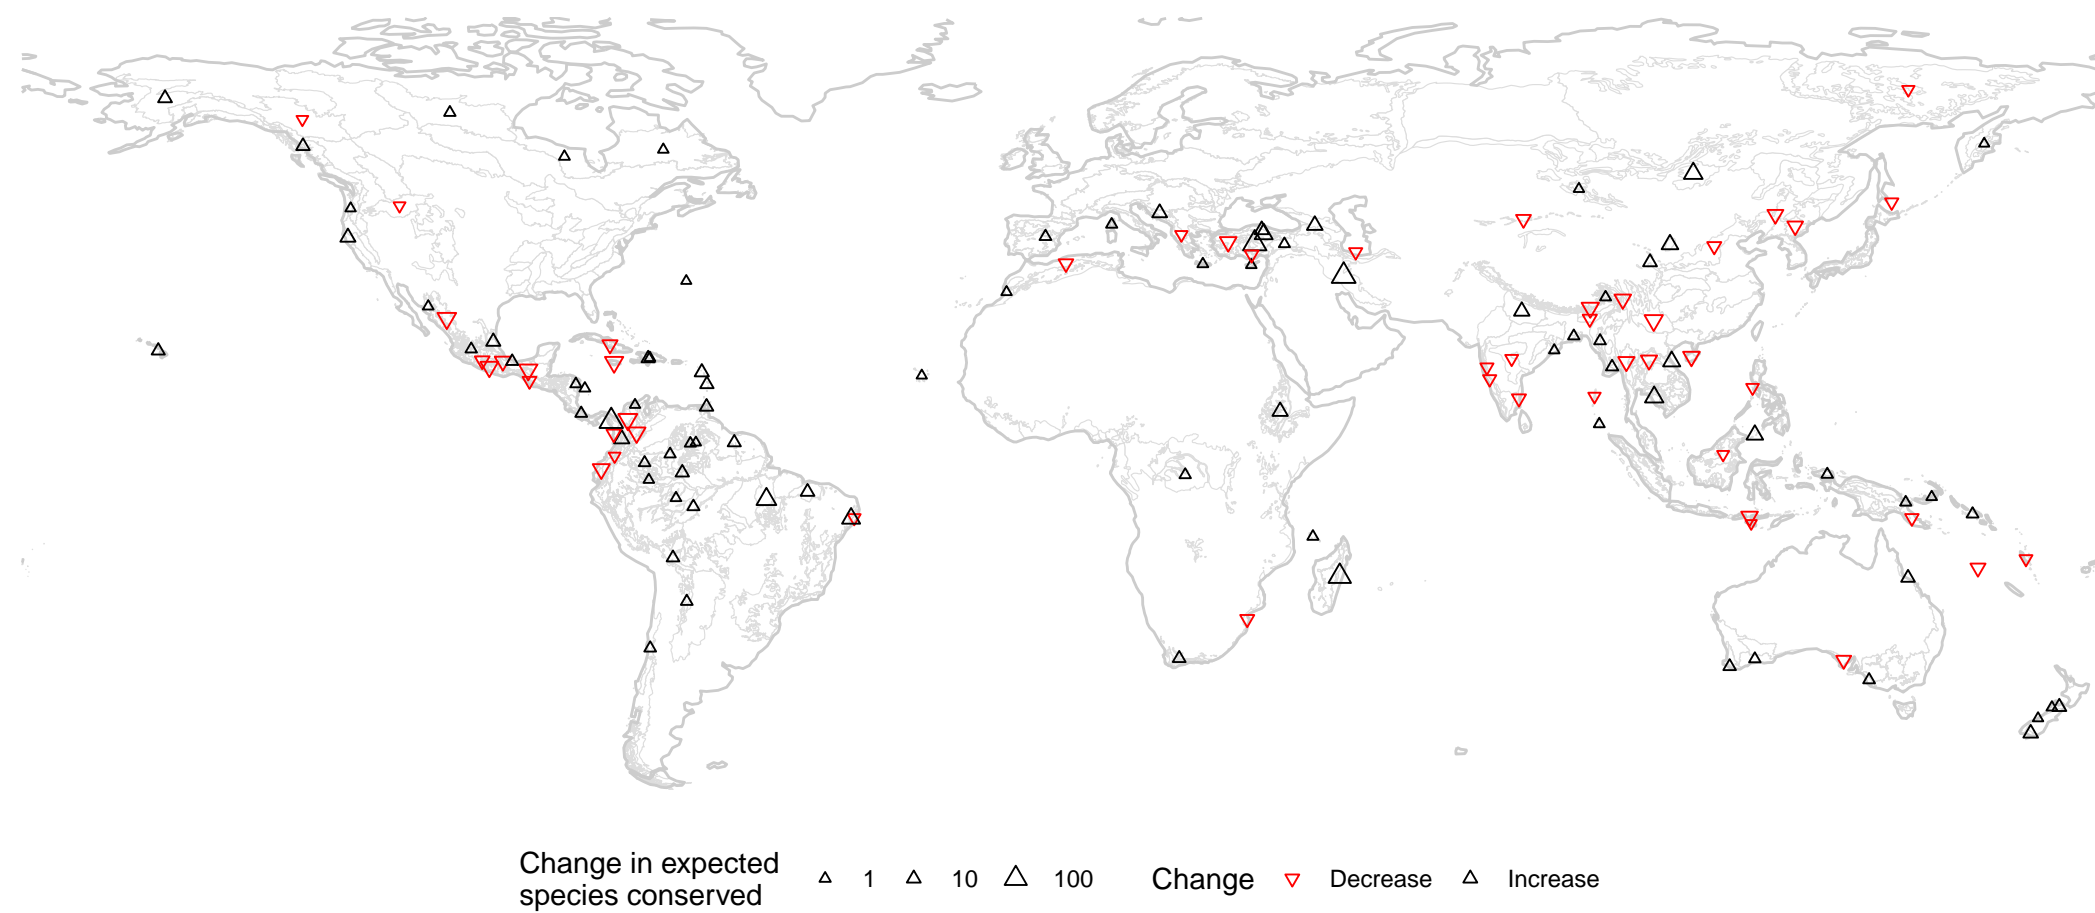 Change in expected
species conserved
1
10
100
Change
Decrease
Increase